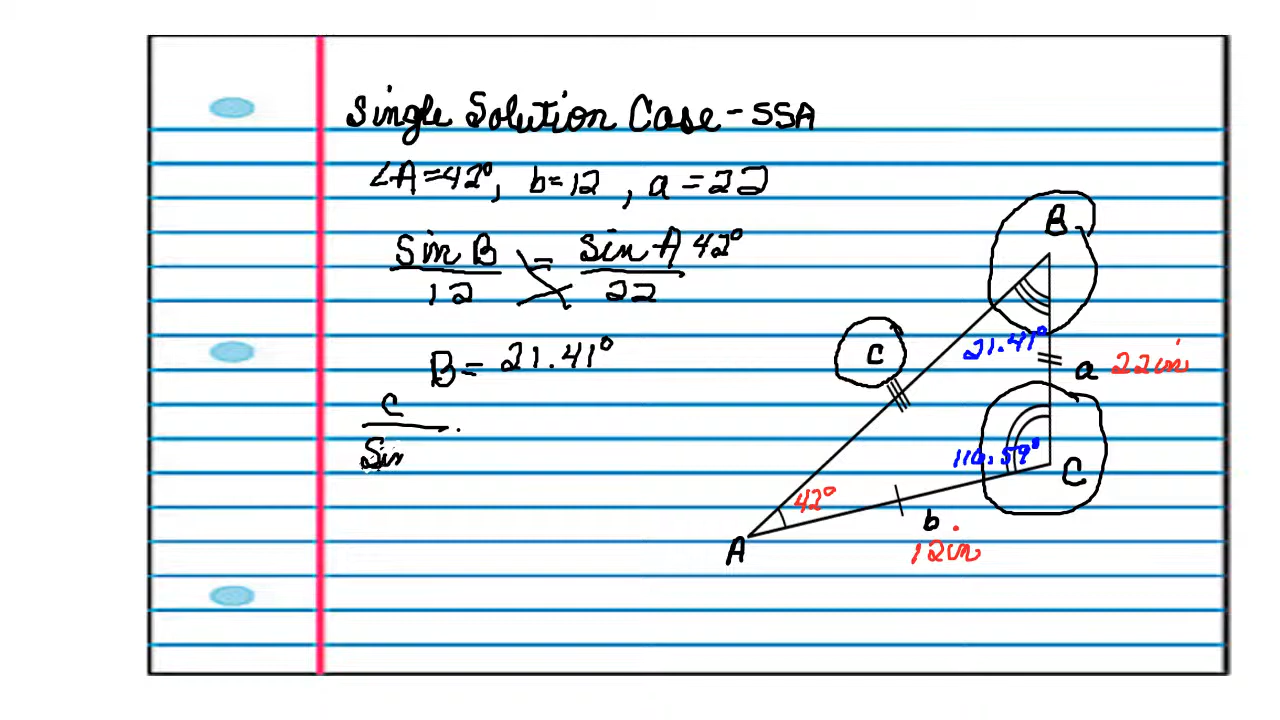 Single Solution Case - SSA
∠A = 42°, b = 12, a = 22
Sin B = Sin A 42°
12 22
B = 21.41°
c
Sin
B
21.41°
c
a 22in
116.59°
C
42°
b
12in
A